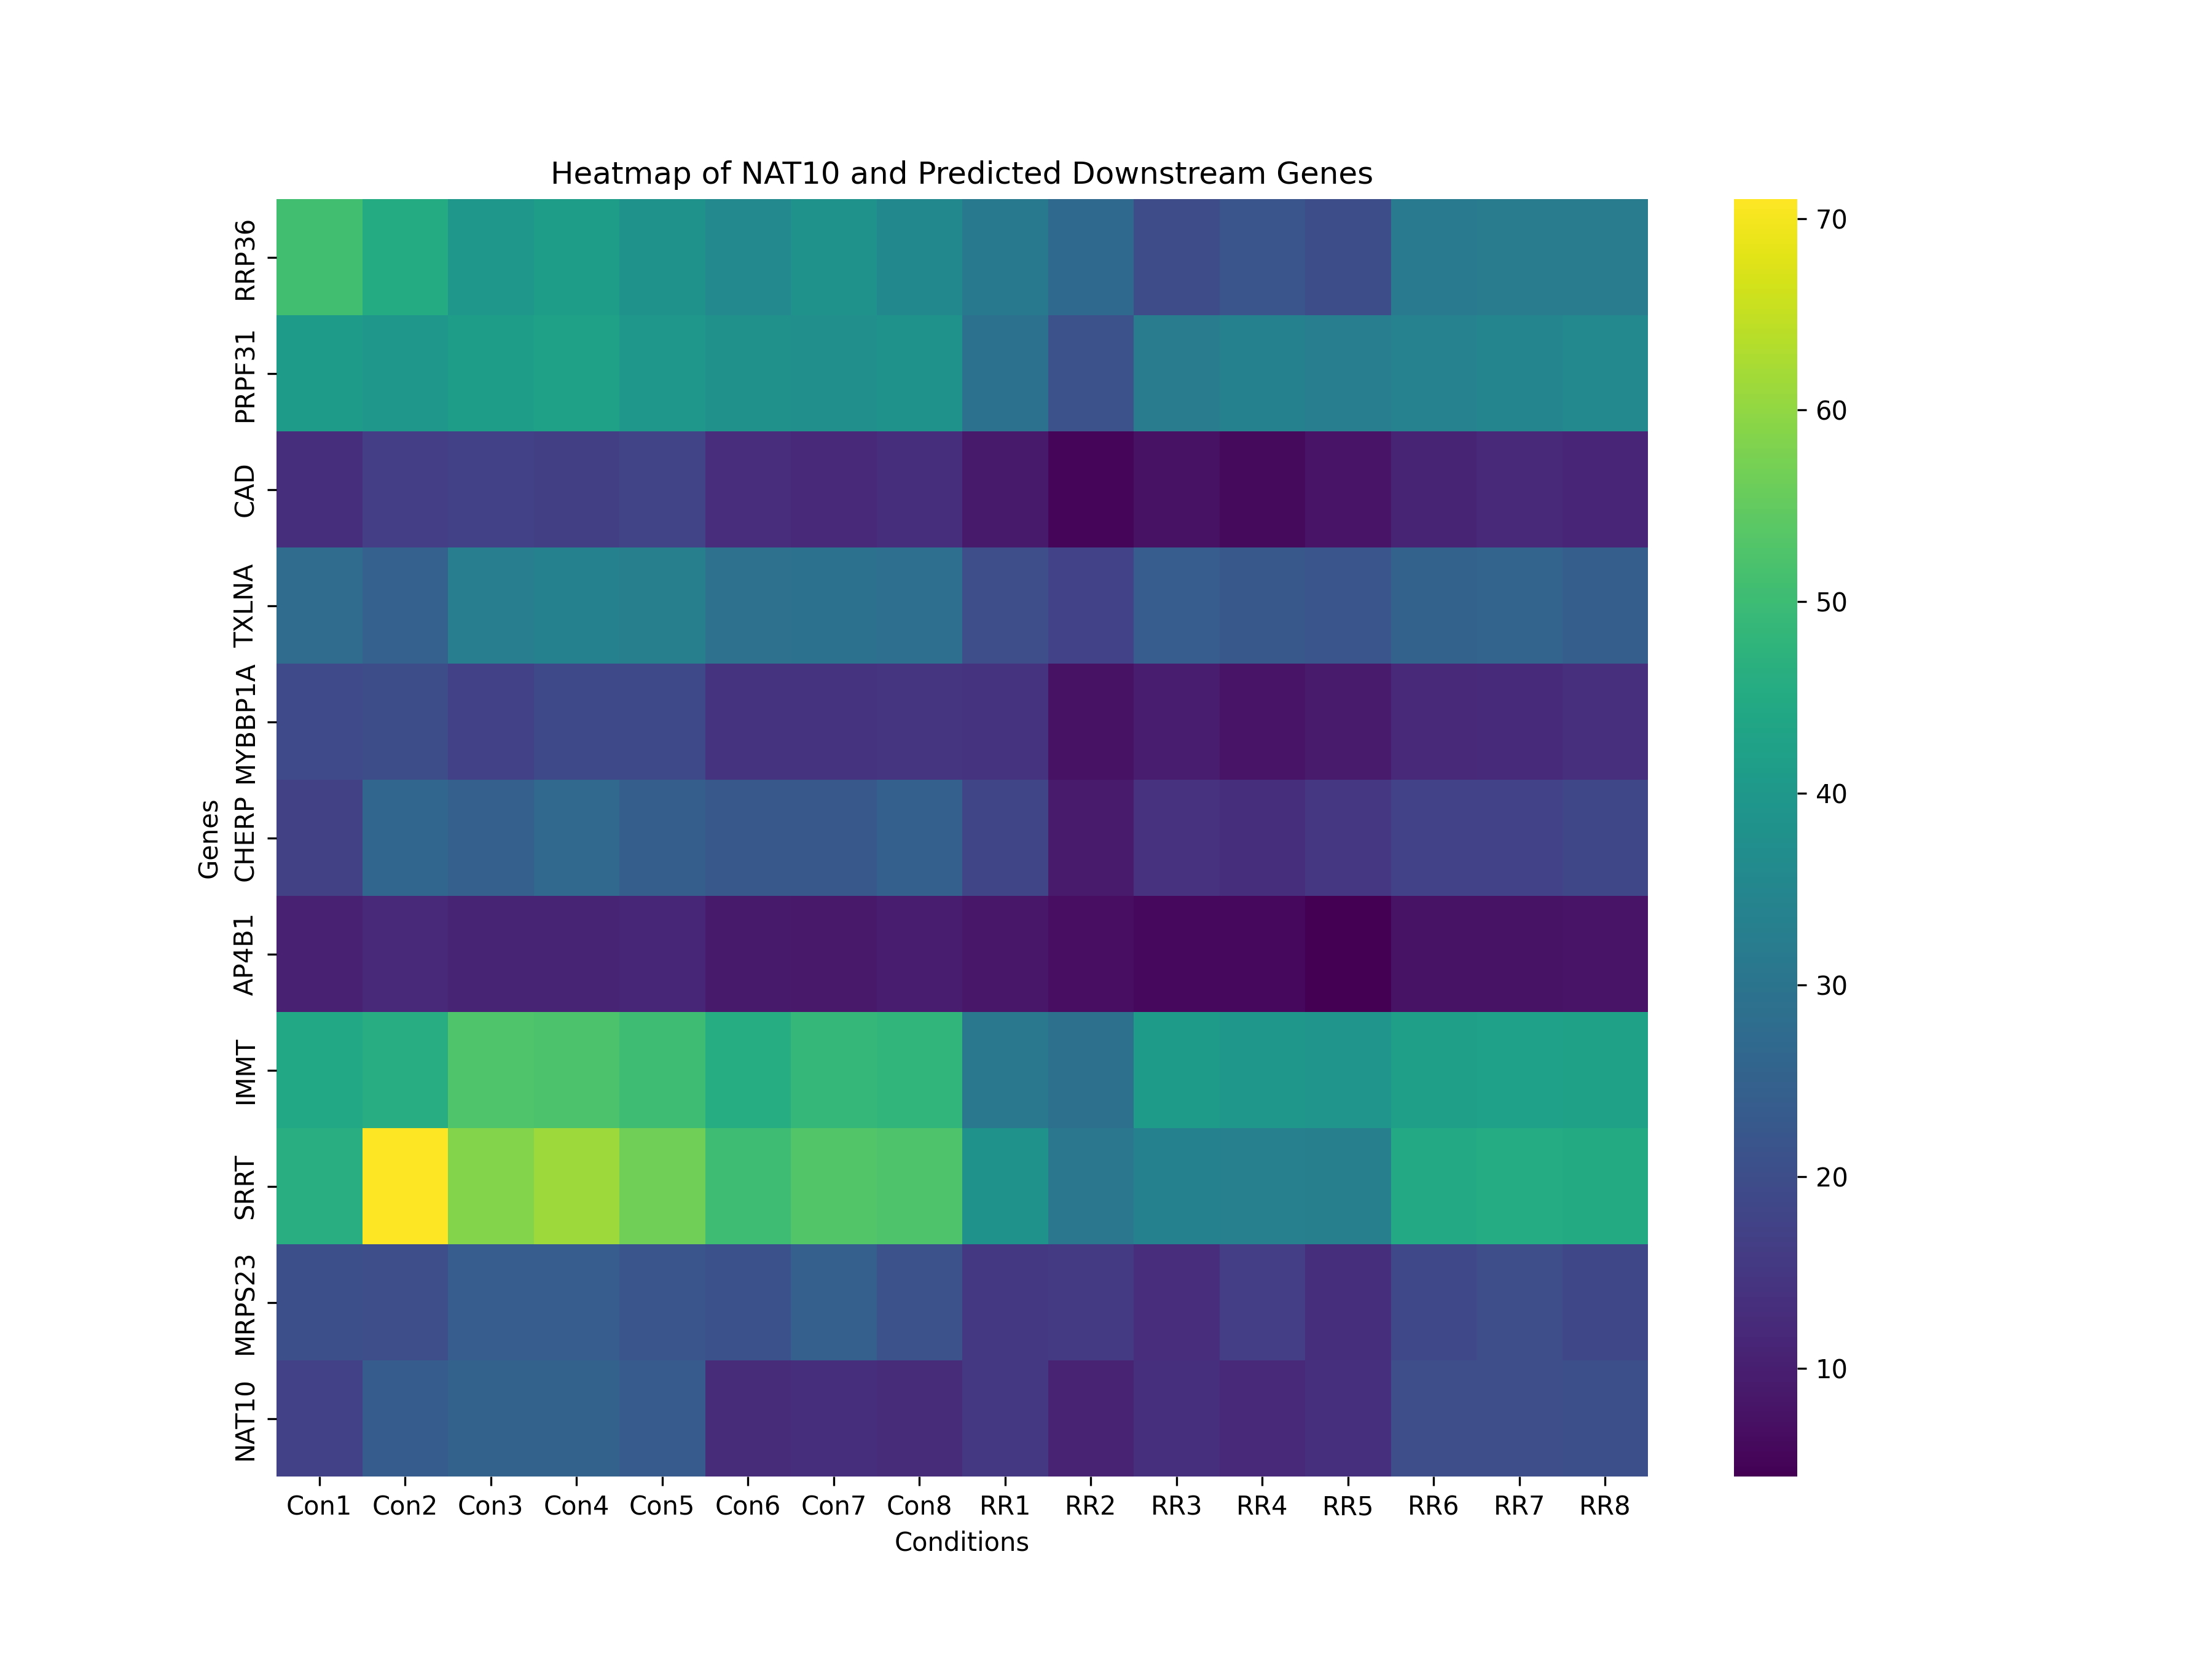 Heatmap of NAT10 and Predicted Downstream Genes
Genes
RRP36
PRPF31
CAD
TXLNA
MYBBP1A
CHERP
AP4B1
IMMT
SRRT
MRPS23
NAT10
Con1 Con2 Con3 Con4 Con5 Con6 Con7 Con8 RR1 RR2 RR3 RR4 RR5 RR6 RR7 RR8
Conditions
70
60
50
40
30
20
10